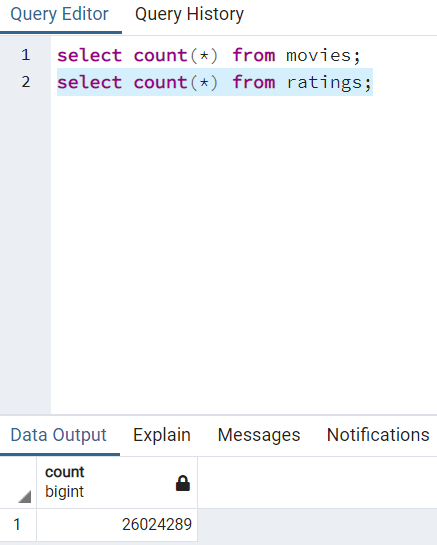 Query Editor Query History
1 select count(*) from movies;
2 select count(*) from ratings;
Data Output Explain Messages Notifications
count
bigint
1 26024289